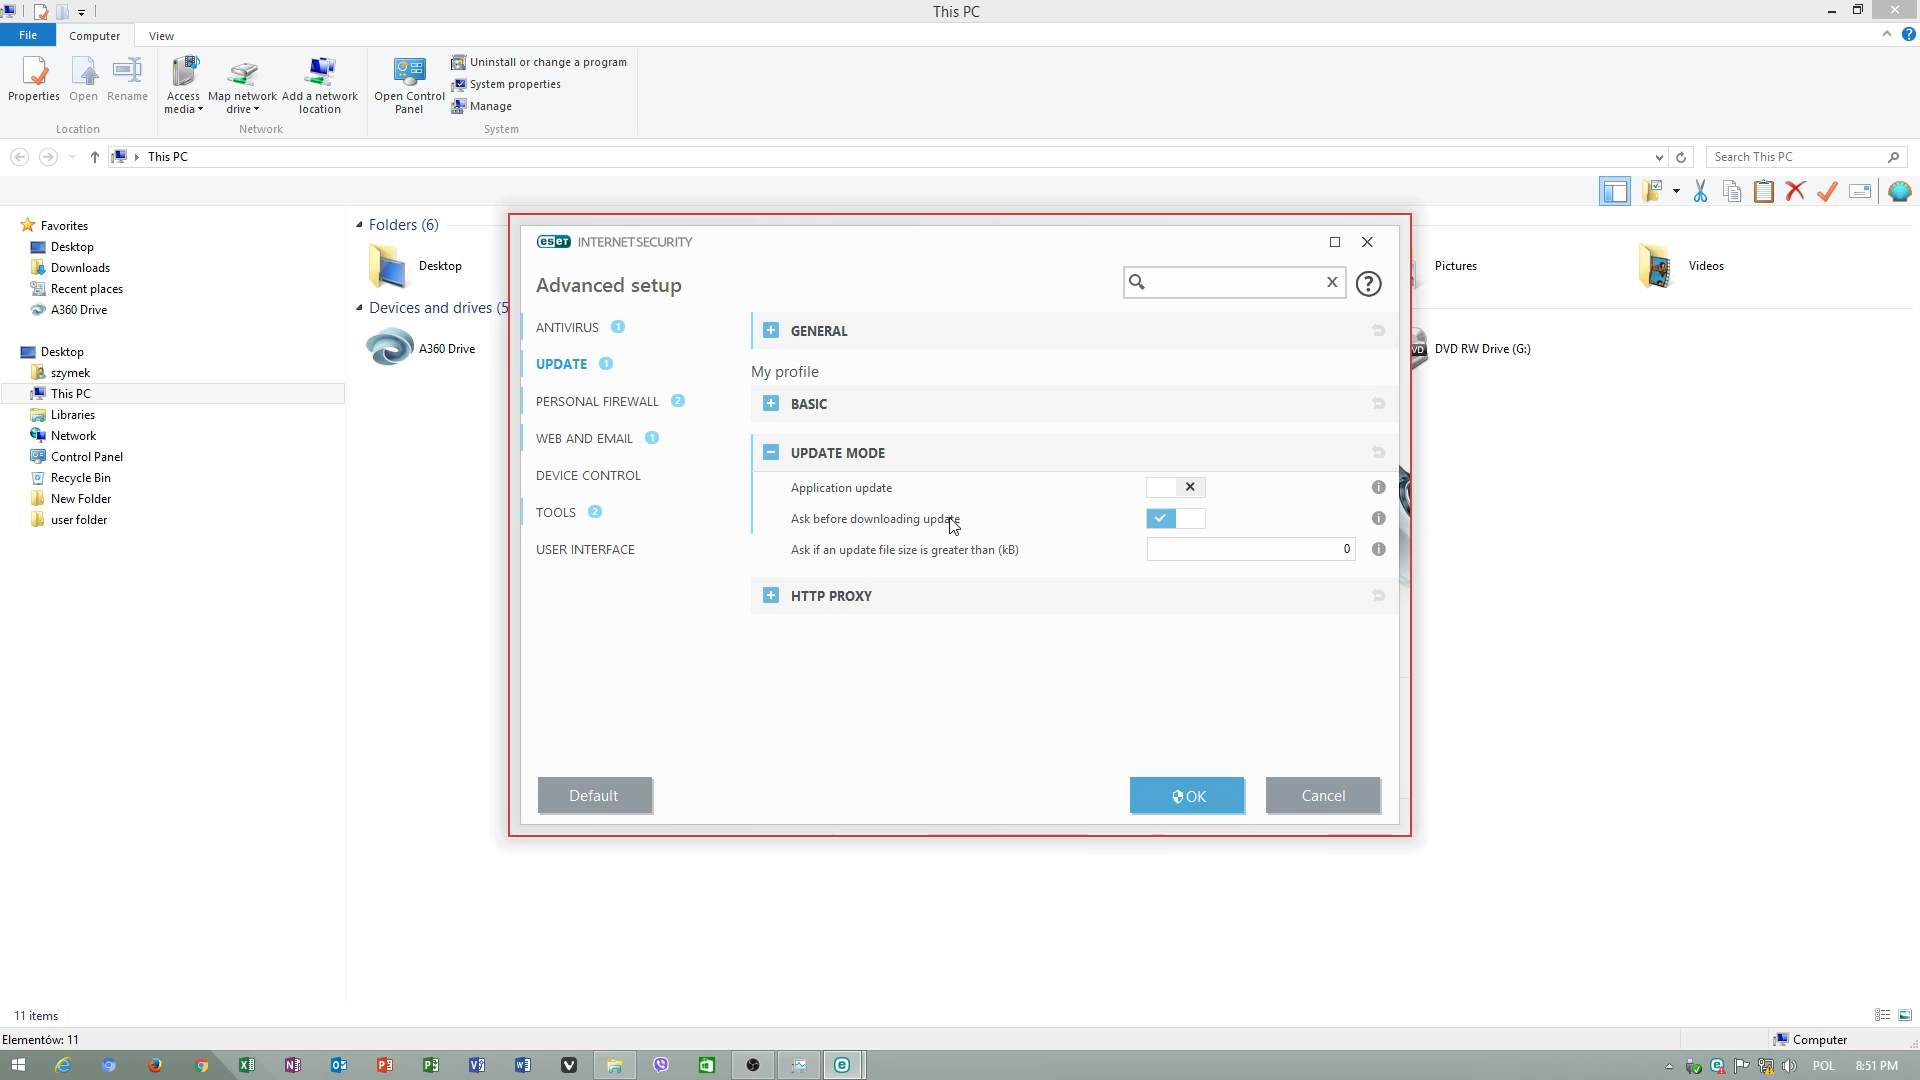 This PC
File
Computer
View
Properties
Open
Rename
Access media
Map network drive
Add a network location
Open Control Panel
Uninstall or change a program
System properties
Manage
Location
Network
System
This PC
Search This PC
Favorites
Desktop
Downloads
Recent places
A360 Drive
Desktop
szymek
This PC
Libraries
Network
Control Panel
Recycle Bin
New Folder
user folder
Folders (6)
Desktop
Pictures
Videos
Devices and drives (5
A360 Drive
DVD RW Drive (G:)
eset INTERNET SECURITY
Advanced setup
ANTIVIRUS 1
UPDATE 1
PERSONAL FIREWALL 2
WEB AND EMAIL 1
DEVICE CONTROL
TOOLS 2
USER INTERFACE
GENERAL
My profile
BASIC
UPDATE MODE
Application update
Ask before downloading update
Ask if an update file size is greater than (kB)
0
HTTP PROXY
Default
OK
Cancel
11 items
Elementów: 11
Computer
POL
8:51 PM